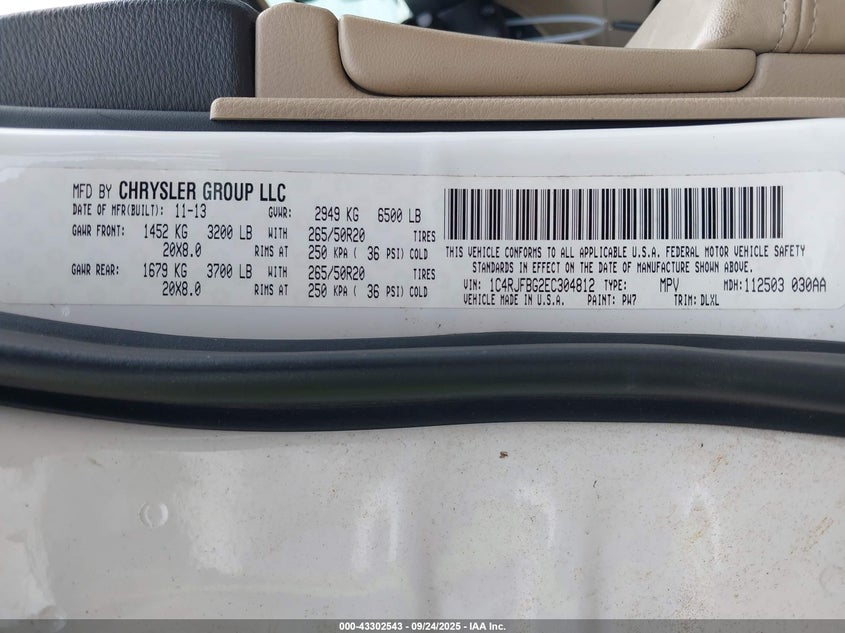 MFD BY CHRYSLER GROUP LLC
DATE OF MFR(BUILT): 11-13 GVWR: 2949 KG 6500 LB
GAWR FRONT: 1452 KG 3200 LB WITH 265/50R20 TIRES
20X8.0 RIMS AT 250 KPA ( 36 PSI) COLD
GAWR REAR: 1679 KG 3700 LB WITH 265/50R20 TIRES
20X8.0 RIMS AT 250 KPA ( 36 PSI) COLD
THIS VEHICLE CONFORMS TO ALL APPLICABLE U.S.A. FEDERAL MOTOR VEHICLE SAFETY
STANDARDS IN EFFECT ON THE DATE OF MANUFACTURE SHOWN ABOVE.
VIN: 1C4RJFBG2EC304812 TYPE: MPV MDH: 112503 030AA
VEHICLE MADE IN U.S.A. PAINT: PW7 TRIM: DLXL
000-43302543 - 09/24/2025 - IAA Inc.